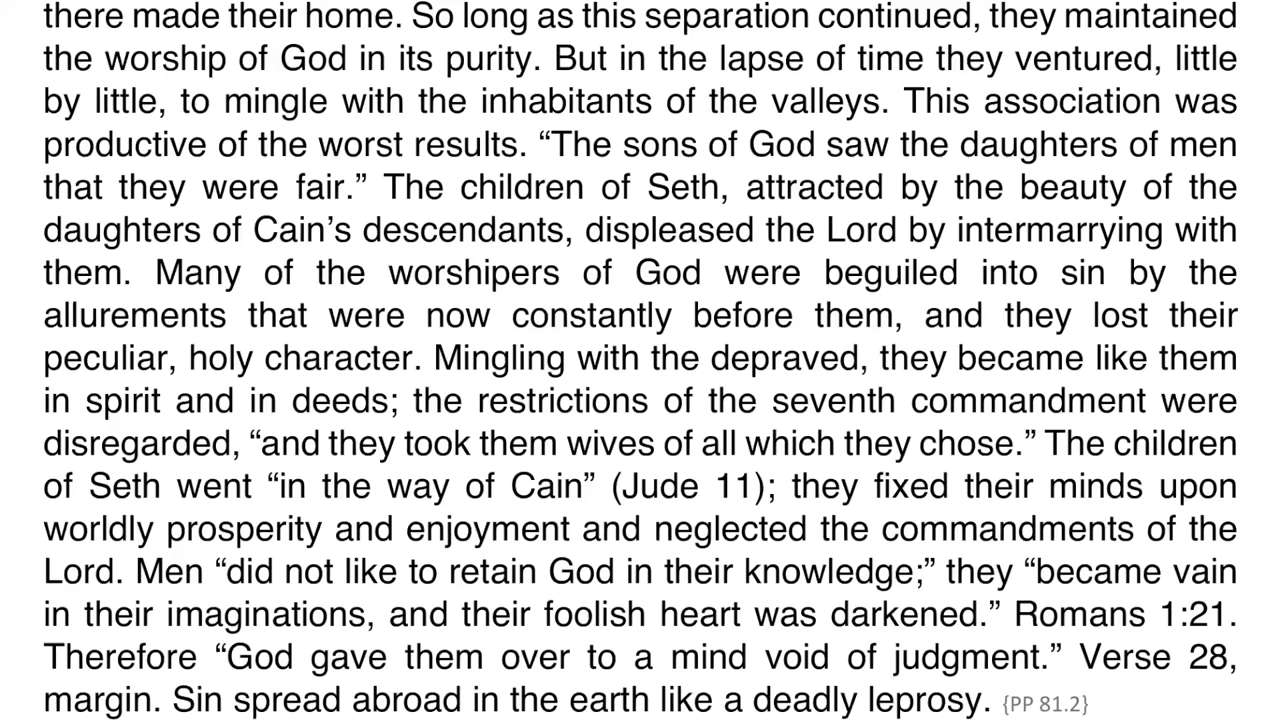 there made their home. So long as this separation continued, they maintained
the worship of God in its purity. But in the lapse of time they ventured, little
by little, to mingle with the inhabitants of the valleys. This association was
productive of the worst results. “The sons of God saw the daughters of men
that they were fair.” The children of Seth, attracted by the beauty of the
daughters of Cain’s descendants, displeased the Lord by intermarrying with
them. Many of the worshipers of God were beguiled into sin by the
allurements that were now constantly before them, and they lost their
peculiar, holy character. Mingling with the depraved, they became like them
in spirit and in deeds; the restrictions of the seventh commandment were
disregarded, “and they took them wives of all which they chose.” The children
of Seth went “in the way of Cain” (Jude 11); they fixed their minds upon
worldly prosperity and enjoyment and neglected the commandments of the
Lord. Men “did not like to retain God in their knowledge;” they “became vain
in their imaginations, and their foolish heart was darkened.” Romans 1:21.
Therefore “God gave them over to a mind void of judgment.” Verse 28,
margin. Sin spread abroad in the earth like a deadly leprosy. {PP 81.2}